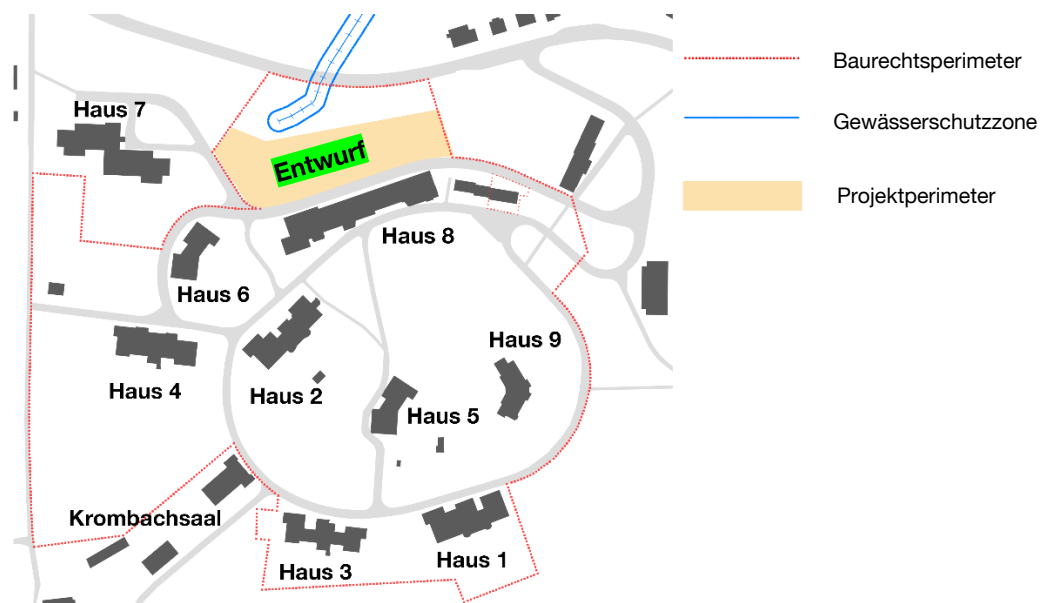 Baurechtsperimeter
Haus 7
Gewässerschutzzone
Entwurf
Projektperimeter
Haus 8
Haus 6
Haus 9
Haus 4
Haus 2
Haus 5
Krombachsaal
Haus 1
Haus 3